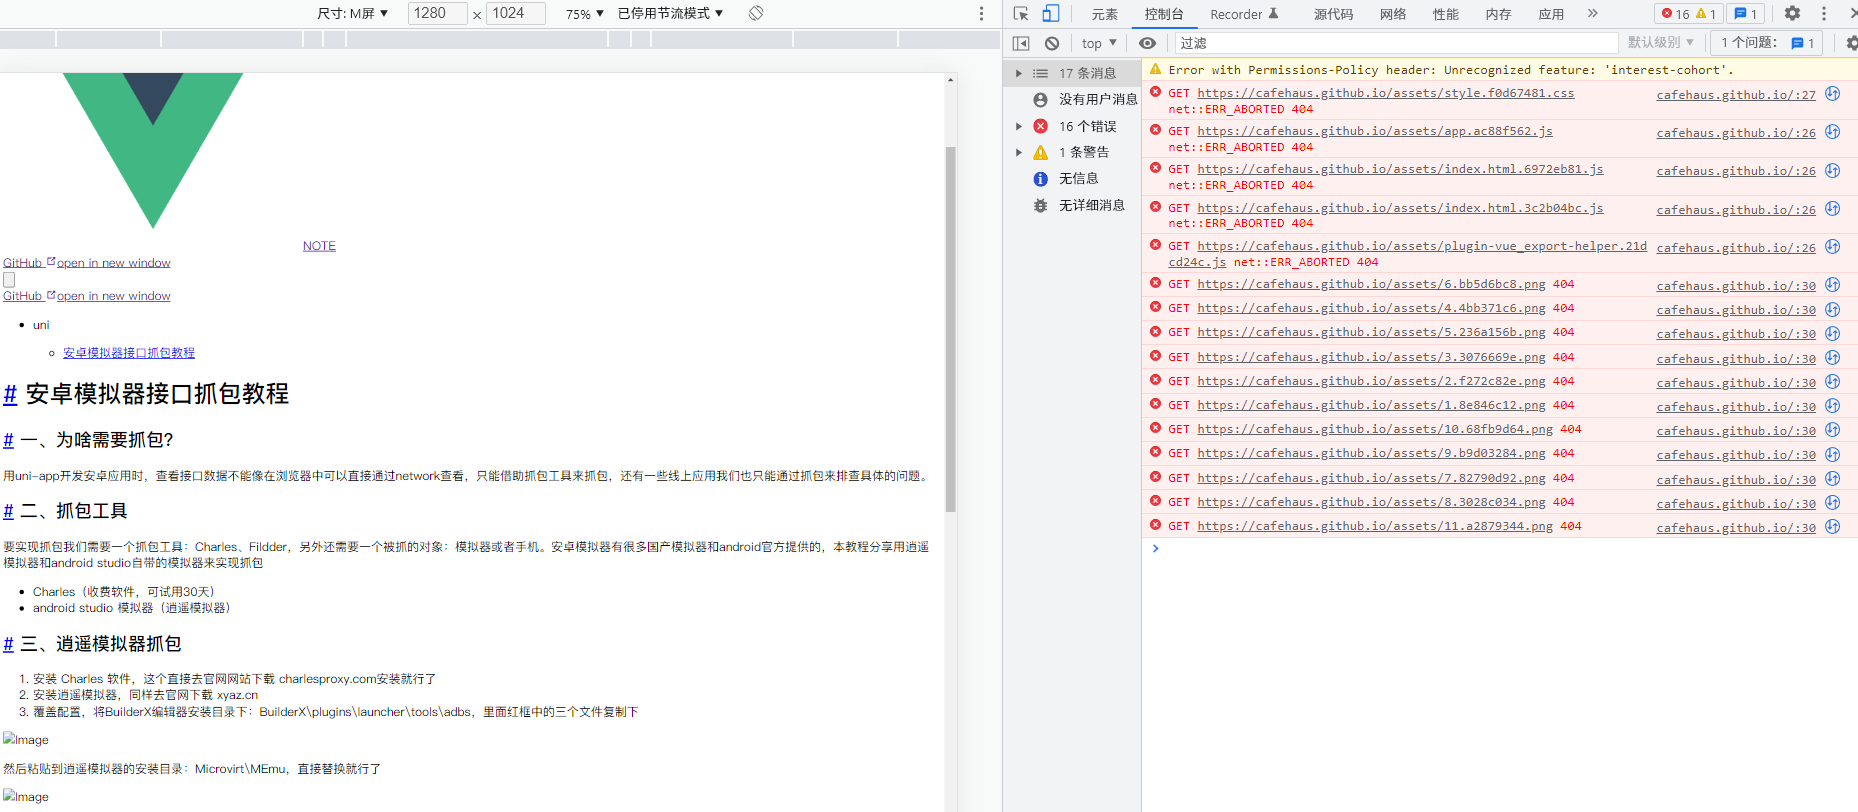 尺寸: M屏 ▼ 1280 × 1024 75% ▼ 已停用节流模式 ▼
NOTE
GitHub open in new window
GitHub open in new window
• uni
◦ 安卓模拟器接口抓包教程
# 安卓模拟器接口抓包教程
# 一、为啥需要抓包?
用uni-app开发安卓应用时，查看接口数据不能像在浏览器中可以直接通过network查看，只能借助抓包工具来抓包，还有一些线上应用我们也只能通过抓包来排查具体的问题。
# 二、抓包工具
要实现抓包我们需要一个抓包工具：Charles、Fildder，另外还需要一个被抓的对象：模拟器或者手机。安卓模拟器有很多国产模拟器和android官方提供的，本教程分享用逍遥
模拟器和android studio自带的模拟器来实现抓包
• Charles（收费软件，可试用30天）
• android studio 模拟器（逍遥模拟器）
# 三、逍遥模拟器抓包
1. 安装 Charles 软件，这个直接去官网网站下载 charlesproxy.com安装就行了
2. 安装逍遥模拟器，同样去官网下载 xyaz.cn
3. 覆盖配置，将BuilderX编辑器安装目录下：BuilderX\plugins\launcher\tools\adbs，里面红框中的三个文件复制下
Image
然后粘贴到逍遥模拟器的安装目录：Microvirt\MEmu，直接替换就行了
Image
元素 控制台 Recorder 源代码 网络 性能 内存 应用 » 16 1 1
top ▼ 过滤 默认级别 ▼ 1 个问题： 1
17 条消息
没有用户消息
16 个错误
1 条警告
无信息
无详细消息
Error with Permissions-Policy header: Unrecognized feature: 'interest-cohort'.
GET https://cafehaus.github.io/assets/style.f0d67481.css cafehaus.github.io/:27
net::ERR_ABORTED 404
GET https://cafehaus.github.io/assets/app.ac88f562.js cafehaus.github.io/:26
net::ERR_ABORTED 404
GET https://cafehaus.github.io/assets/index.html.6972eb81.js cafehaus.github.io/:26
net::ERR_ABORTED 404
GET https://cafehaus.github.io/assets/index.html.3c2b04bc.js cafehaus.github.io/:26
net::ERR_ABORTED 404
GET https://cafehaus.github.io/assets/plugin-vue_export-helper.21d cafehaus.github.io/:26
cd24c.js net::ERR_ABORTED 404
GET https://cafehaus.github.io/assets/6.bb5d6bc8.png 404 cafehaus.github.io/:30
GET https://cafehaus.github.io/assets/4.4bb371c6.png 404 cafehaus.github.io/:30
GET https://cafehaus.github.io/assets/5.236a156b.png 404 cafehaus.github.io/:30
GET https://cafehaus.github.io/assets/3.3076669e.png 404 cafehaus.github.io/:30
GET https://cafehaus.github.io/assets/2.f272c82e.png 404 cafehaus.github.io/:30
GET https://cafehaus.github.io/assets/1.8e846c12.png 404 cafehaus.github.io/:30
GET https://cafehaus.github.io/assets/10.68fb9d64.png 404 cafehaus.github.io/:30
GET https://cafehaus.github.io/assets/9.b9d03284.png 404 cafehaus.github.io/:30
GET https://cafehaus.github.io/assets/7.82790d92.png 404 cafehaus.github.io/:30
GET https://cafehaus.github.io/assets/8.3028c034.png 404 cafehaus.github.io/:30
GET https://cafehaus.github.io/assets/11.a2879344.png 404 cafehaus.github.io/:30